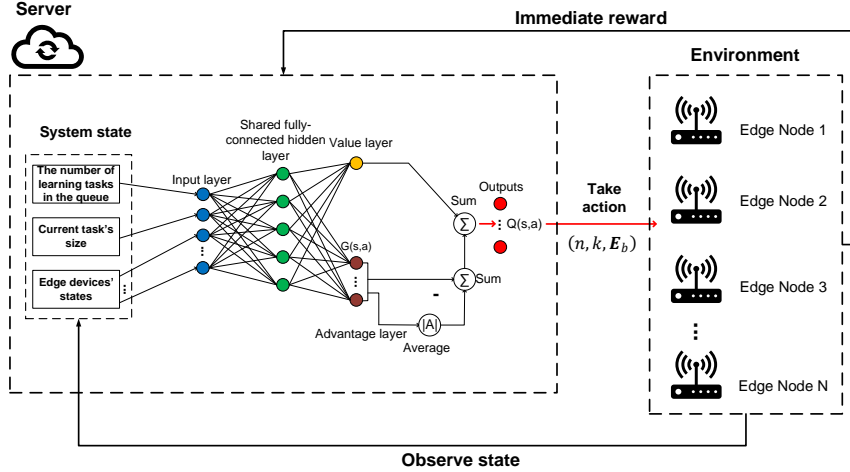 Server
Immediate reward
Environment
System state
The number of
learning tasks
in the queue
Current task's
size
Edge devices'
states
...
Input layer
...
Shared fully-
connected hidden
layer
Value layer
G(s,a)
...
Advantage layer
Sum
Σ
Σ
Sum
-
|A|
Average
Outputs
... Q(s,a)
Take
action
(n, k, E_b)
Edge Node 1
Edge Node 2
Edge Node 3
...
Edge Node N
Observe state